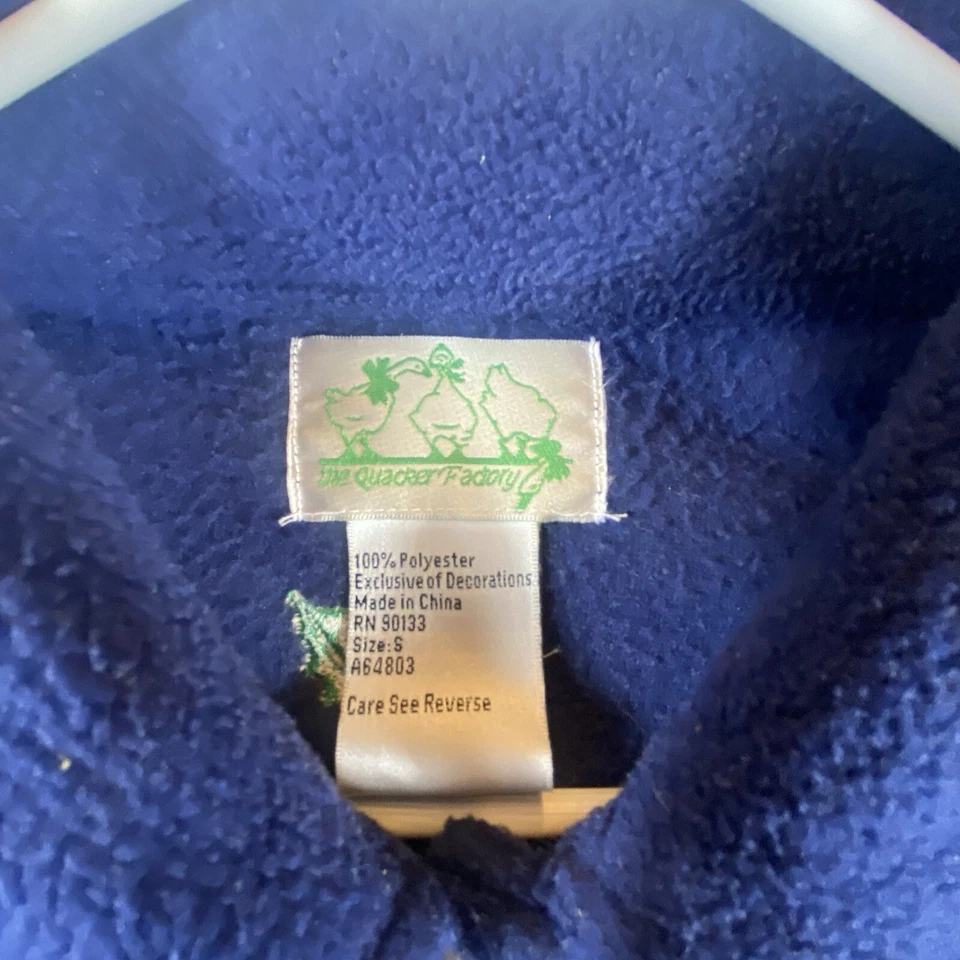 The Quacker Factory
100% Polyester
Exclusive of Decorations
Made in China
RN 90133
Size:S
A64803
Care See Reverse